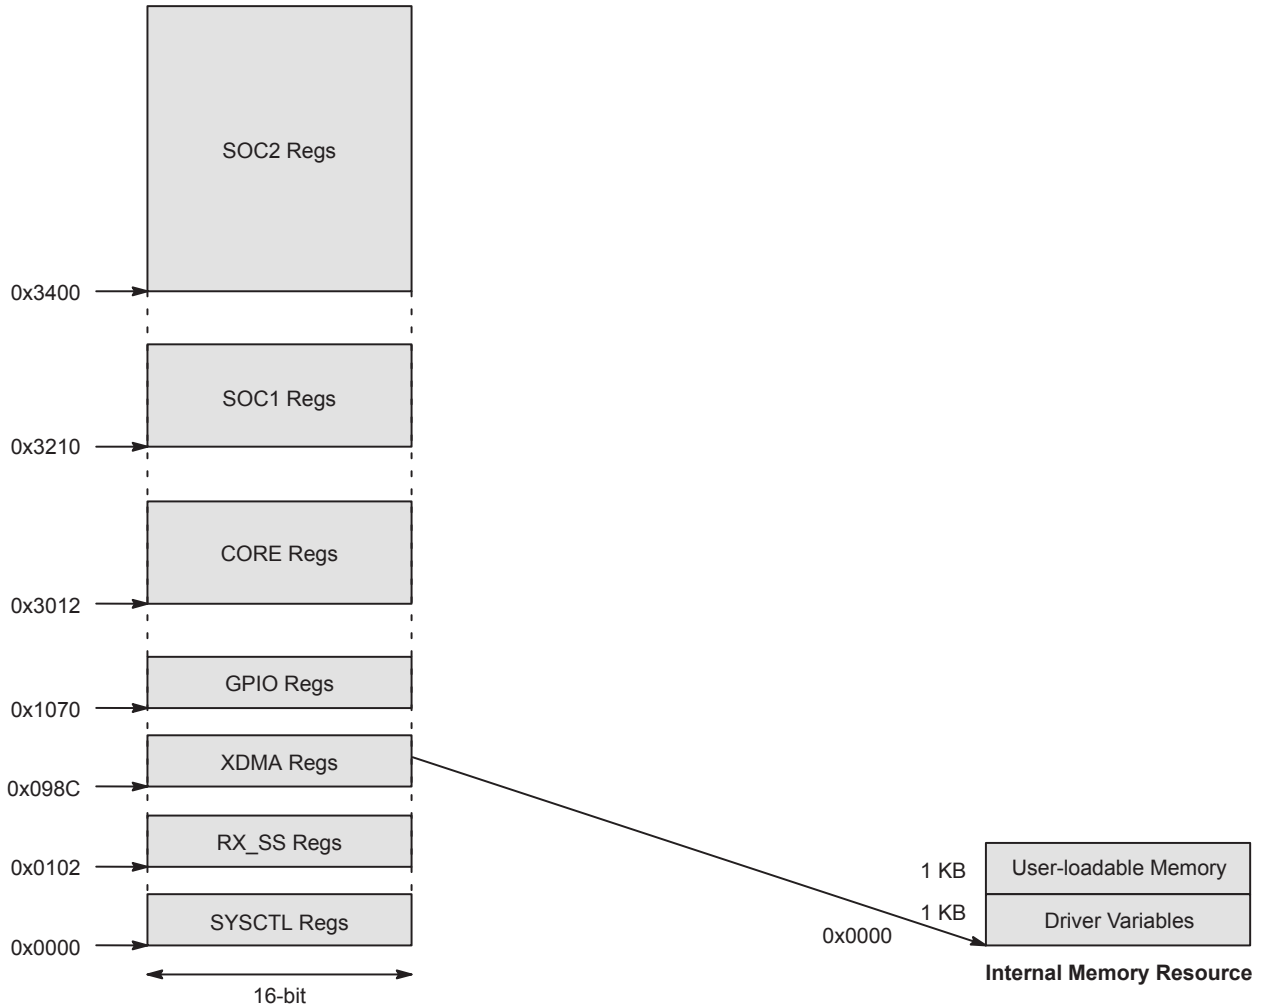 SOC2 Regs
0x3400
SOC1 Regs
0x3210
CORE Regs
0x3012
GPIO Regs
0x1070
XDMA Regs
0x098C
RX_SS Regs
0x0102
SYSCTL Regs
0x0000
16-bit
1 KB
User-loadable Memory
1 KB
Driver Variables
0x0000
Internal Memory Resource